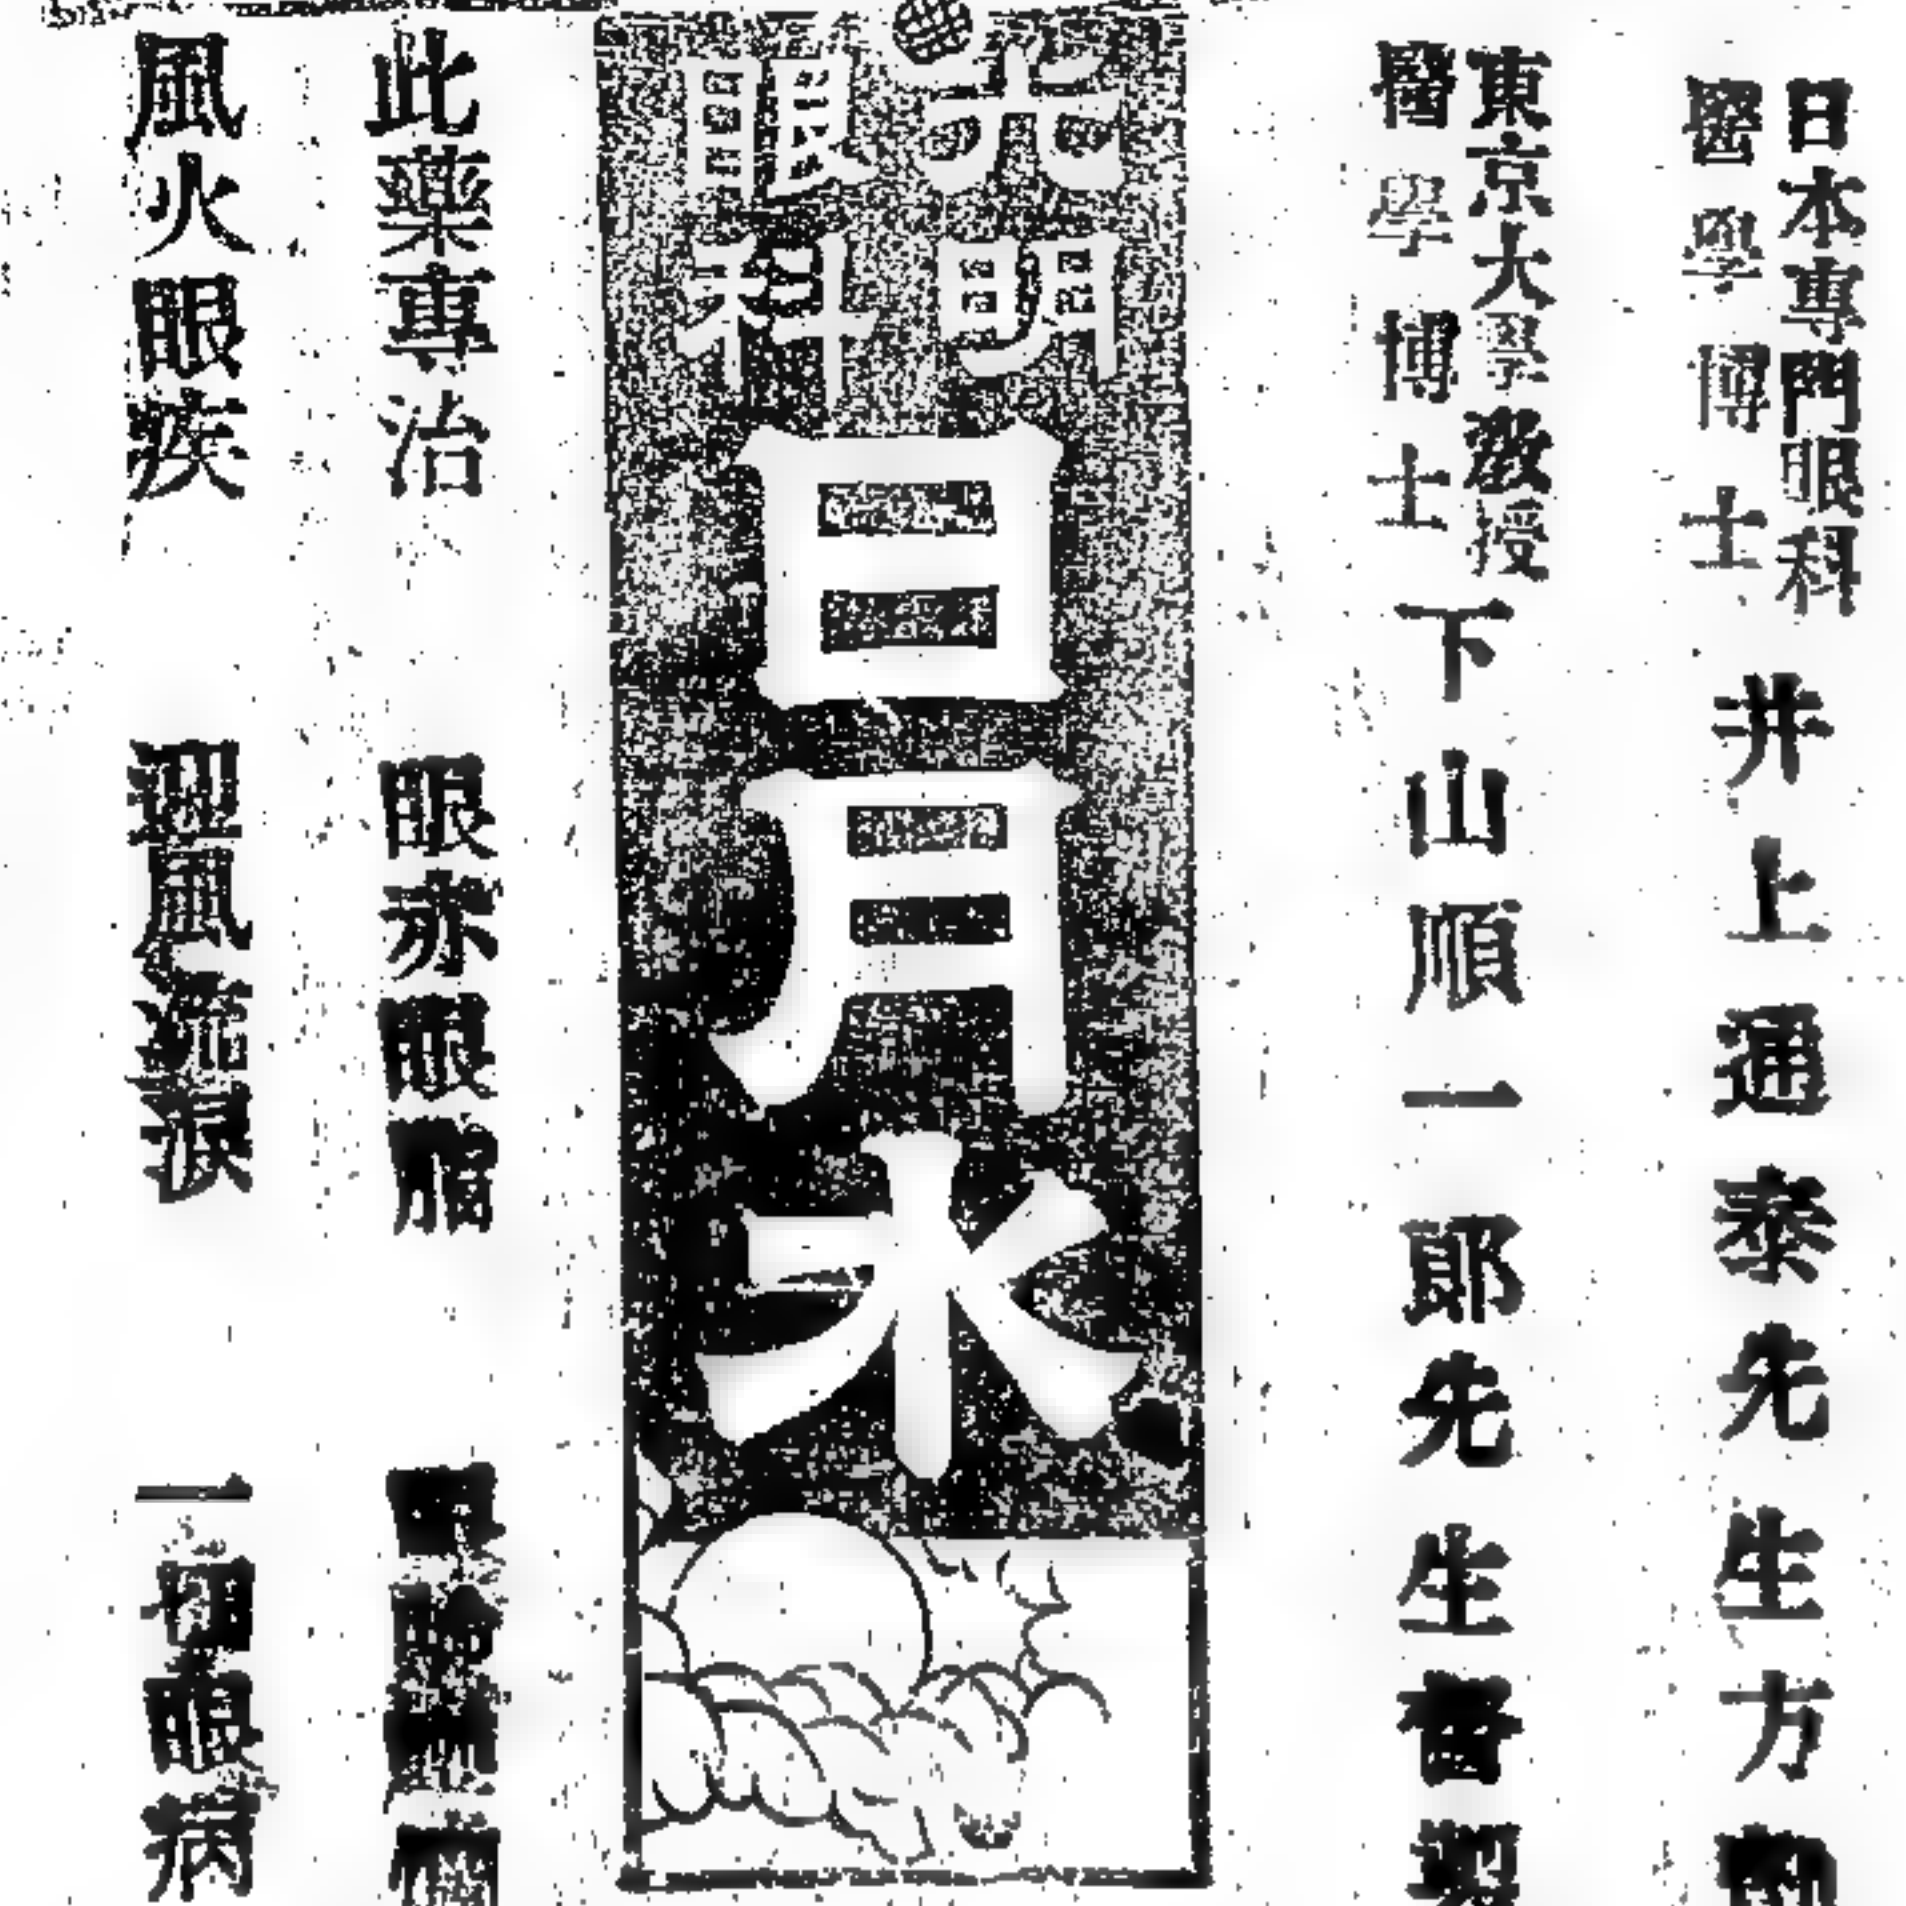 日本專門眼科
醫學博士
井上通泰先生方
東京大學教授
醫學博士
下山順一郎先生督製
光明
眼科
日月水
此藥專治
眼赤眼脂
風火眼疾
迎風流淚
一切眼病